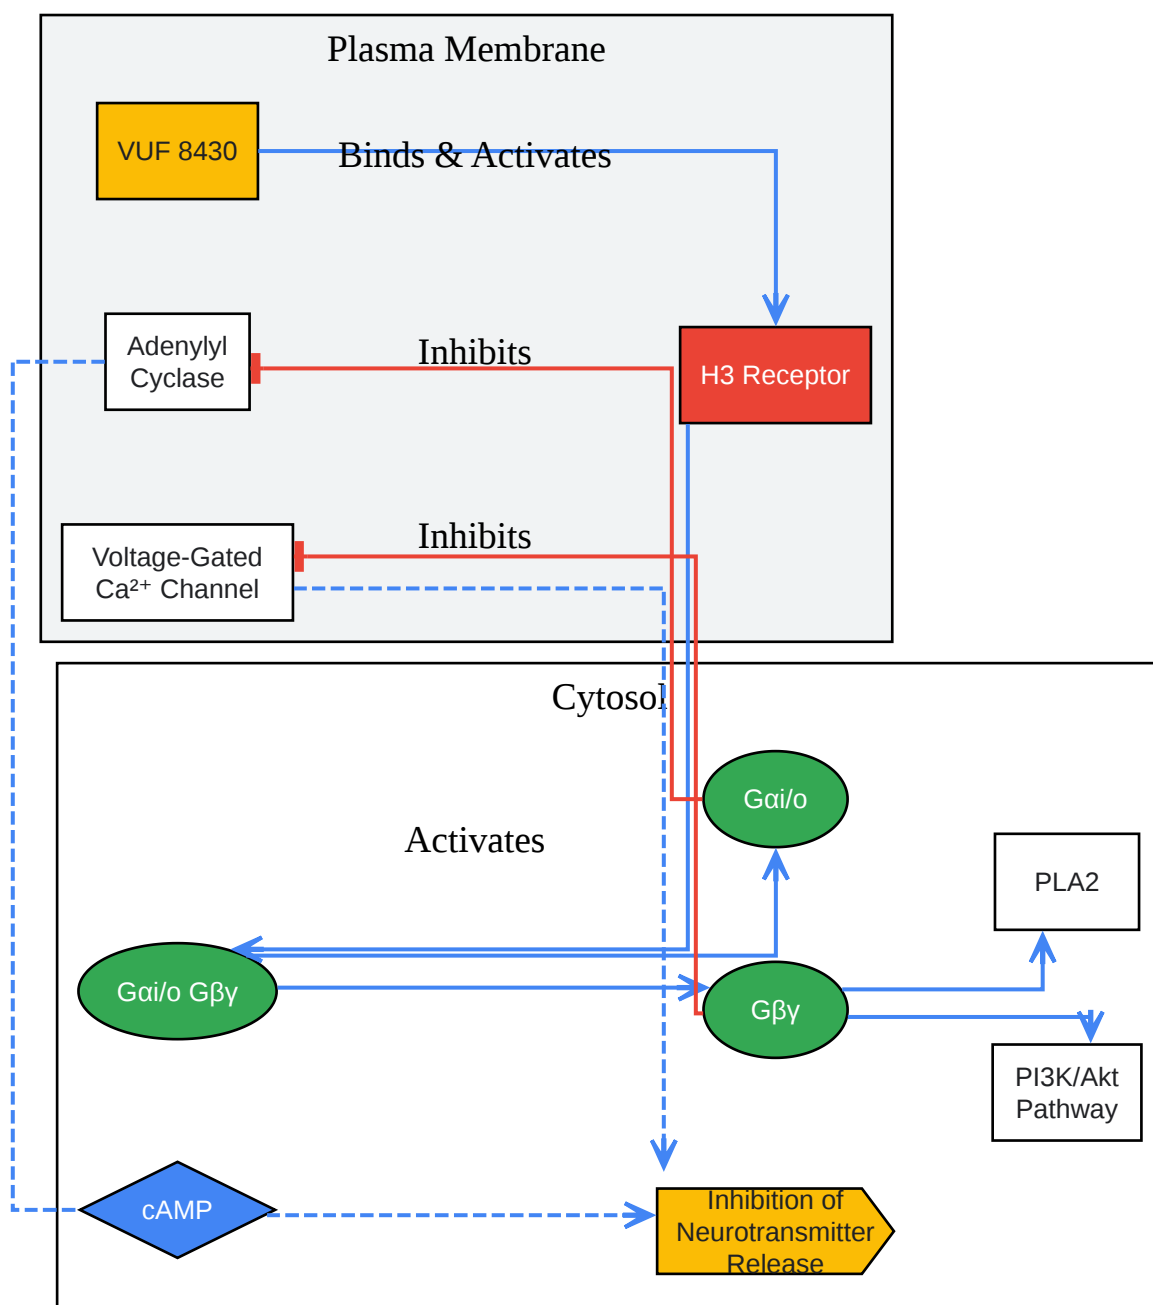 Plasma Membrane
VUF 8430
Binds & Activates
Adenylyl
Cyclase
Inhibits
H3 Receptor
Inhibits
Voltage-Gated
Ca²⁺ Channel
Cytosol
Gαi/o
Activates
PLA2
Gαi/o Gβγ
Gβγ
PI3K/Akt
Pathway
cAMP
Inhibition of
Neurotransmitter
Release